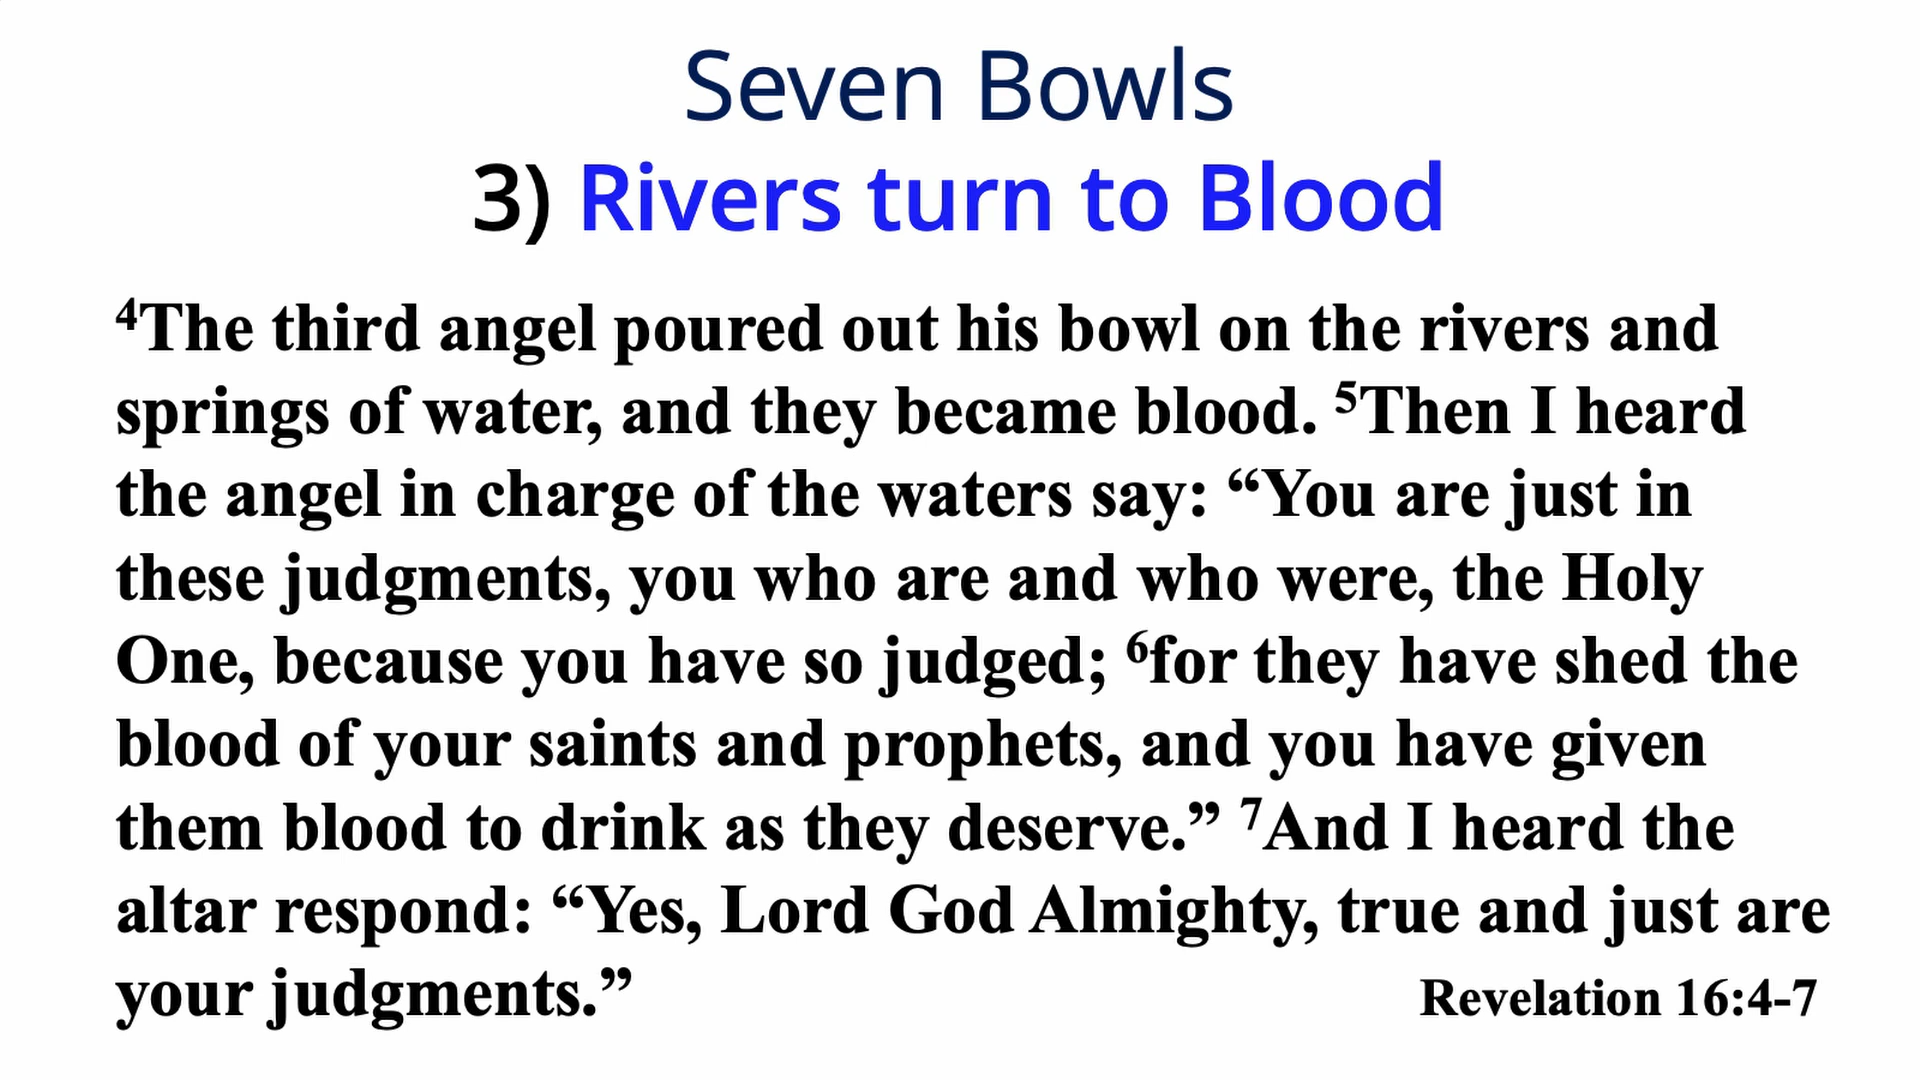 Seven Bowls
3) Rivers turn to Blood
⁴The third angel poured out his bowl on the rivers and
springs of water, and they became blood. ⁵Then I heard
the angel in charge of the waters say: “You are just in
these judgments, you who are and who were, the Holy
One, because you have so judged; ⁶for they have shed the
blood of your saints and prophets, and you have given
them blood to drink as they deserve.” ⁷And I heard the
altar respond: “Yes, Lord God Almighty, true and just are
your judgments.”
Revelation 16:4-7